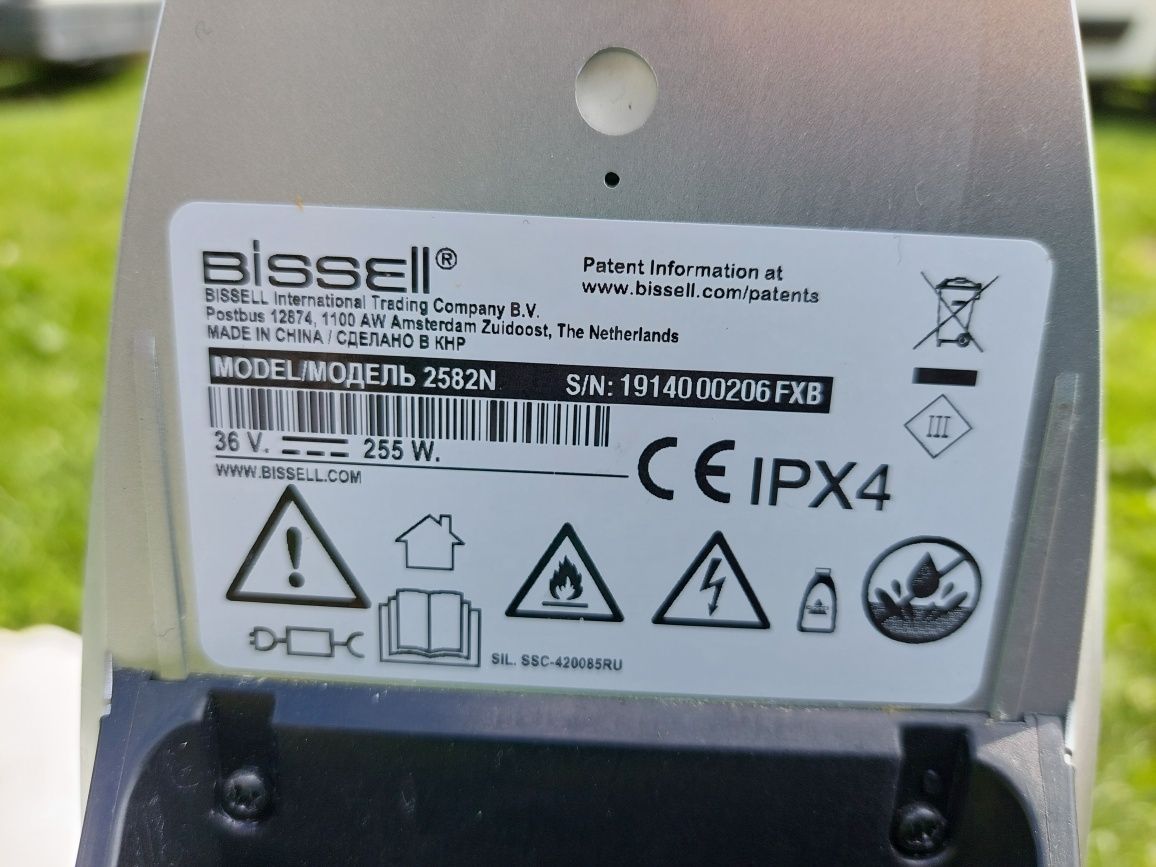 BISSELL®
BISSELL International Trading Company B.V.
Postbus 12874, 1100 AW Amsterdam Zuidoost, The Netherlands
MADE IN CHINA / СДЕЛАНО В КНР
Patent Information at
www.bissell.com/patents
MODEL/МОДЕЛЬ 2582N S/N: 19140 00206 FXB
36 V. 255 W.
WWW.BISSELL.COM
CE IPX4
III
SIL. SSC-420085RU